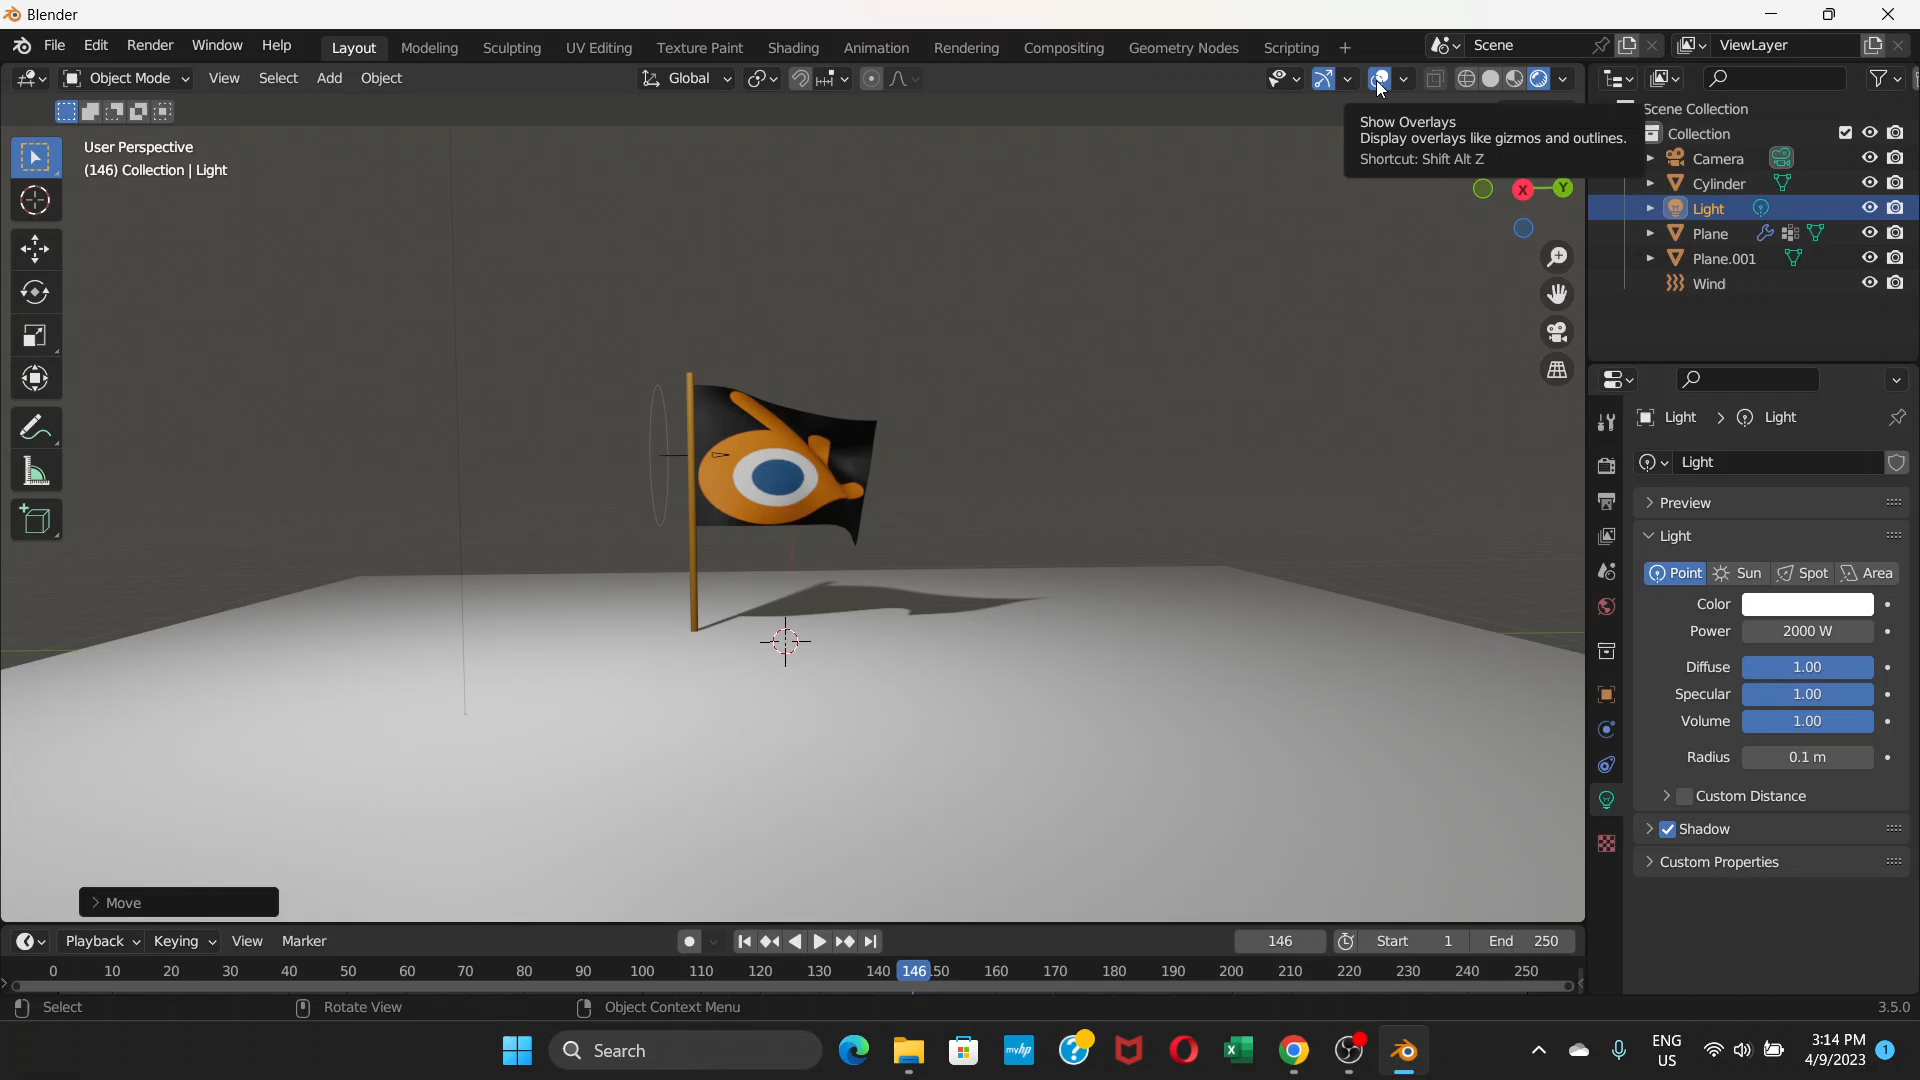 Blender
File Edit Render Window Help Layout Modeling Sculpting UV Editing Texture Paint Shading Animation Rendering Compositing Geometry Nodes Scripting + Scene ViewLayer
Object Mode View Select Add Object Global
User Perspective
(146) Collection | Light
Show Overlays
Display overlays like gizmos and outlines.
Shortcut: Shift Alt Z
X Y
Scene Collection
Collection
Camera
Cylinder
Light
Plane
Plane.001
Wind
Light > Light
Light
Preview
Light
Point Sun Spot Area
Color
Power 2000 W
Diffuse 1.00
Specular 1.00
Volume 1.00
Radius 0.1 m
Custom Distance
Shadow
Custom Properties
> Move
Playback Keying View Marker 146 Start 1 End 250
0 10 20 30 40 50 60 70 80 90 100 110 120 130 140 146 50 160 170 180 190 200 210 220 230 240 250
Select Rotate View Object Context Menu 3.5.0
Search myhp ENG US 3:14 PM 4/9/2023 1